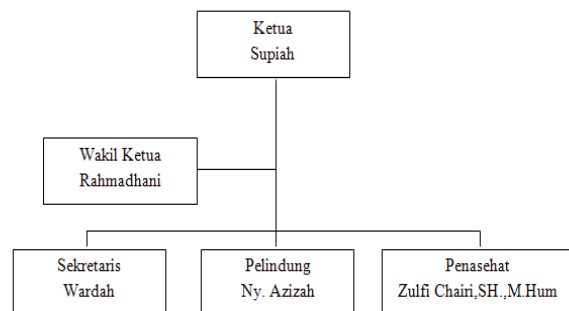 Ketua
Supiah
Wakil Ketua
Rahmadhani
Sekretaris
Wardah
Pelindung
Ny. Azizah
Penasehat
Zulfi Chairi,SH.,M.Hum